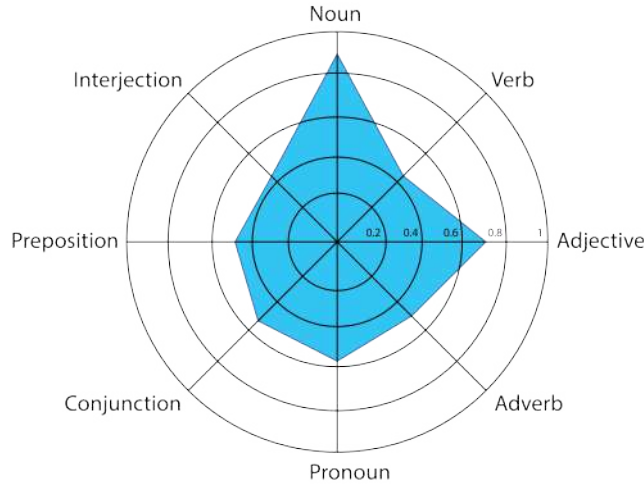 Noun
Interjection
Verb
Preposition
0.2 0.4 0.6 0.8 1
Adjective
Conjunction
Adverb
Pronoun